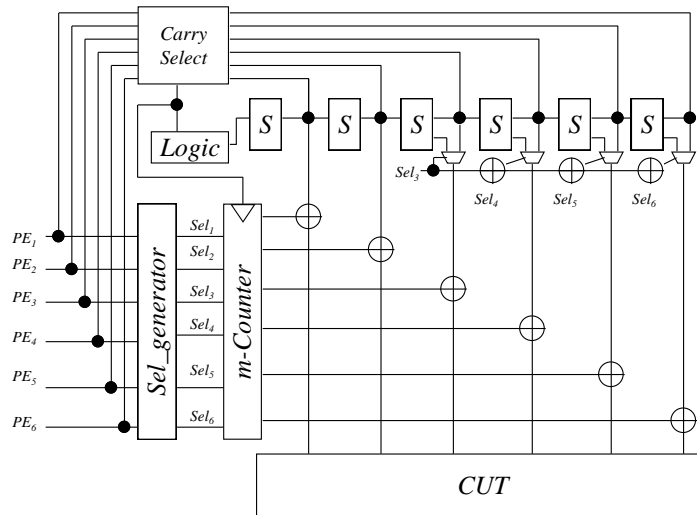 Carry
Select
Logic
S
S
S
S
S
S
Sel3
Sel4
Sel5
Sel6
PE1
PE2
PE3
PE4
PE5
PE6
Sel_generator
Sel1
Sel2
Sel3
Sel4
Sel5
Sel6
m-Counter
CUT